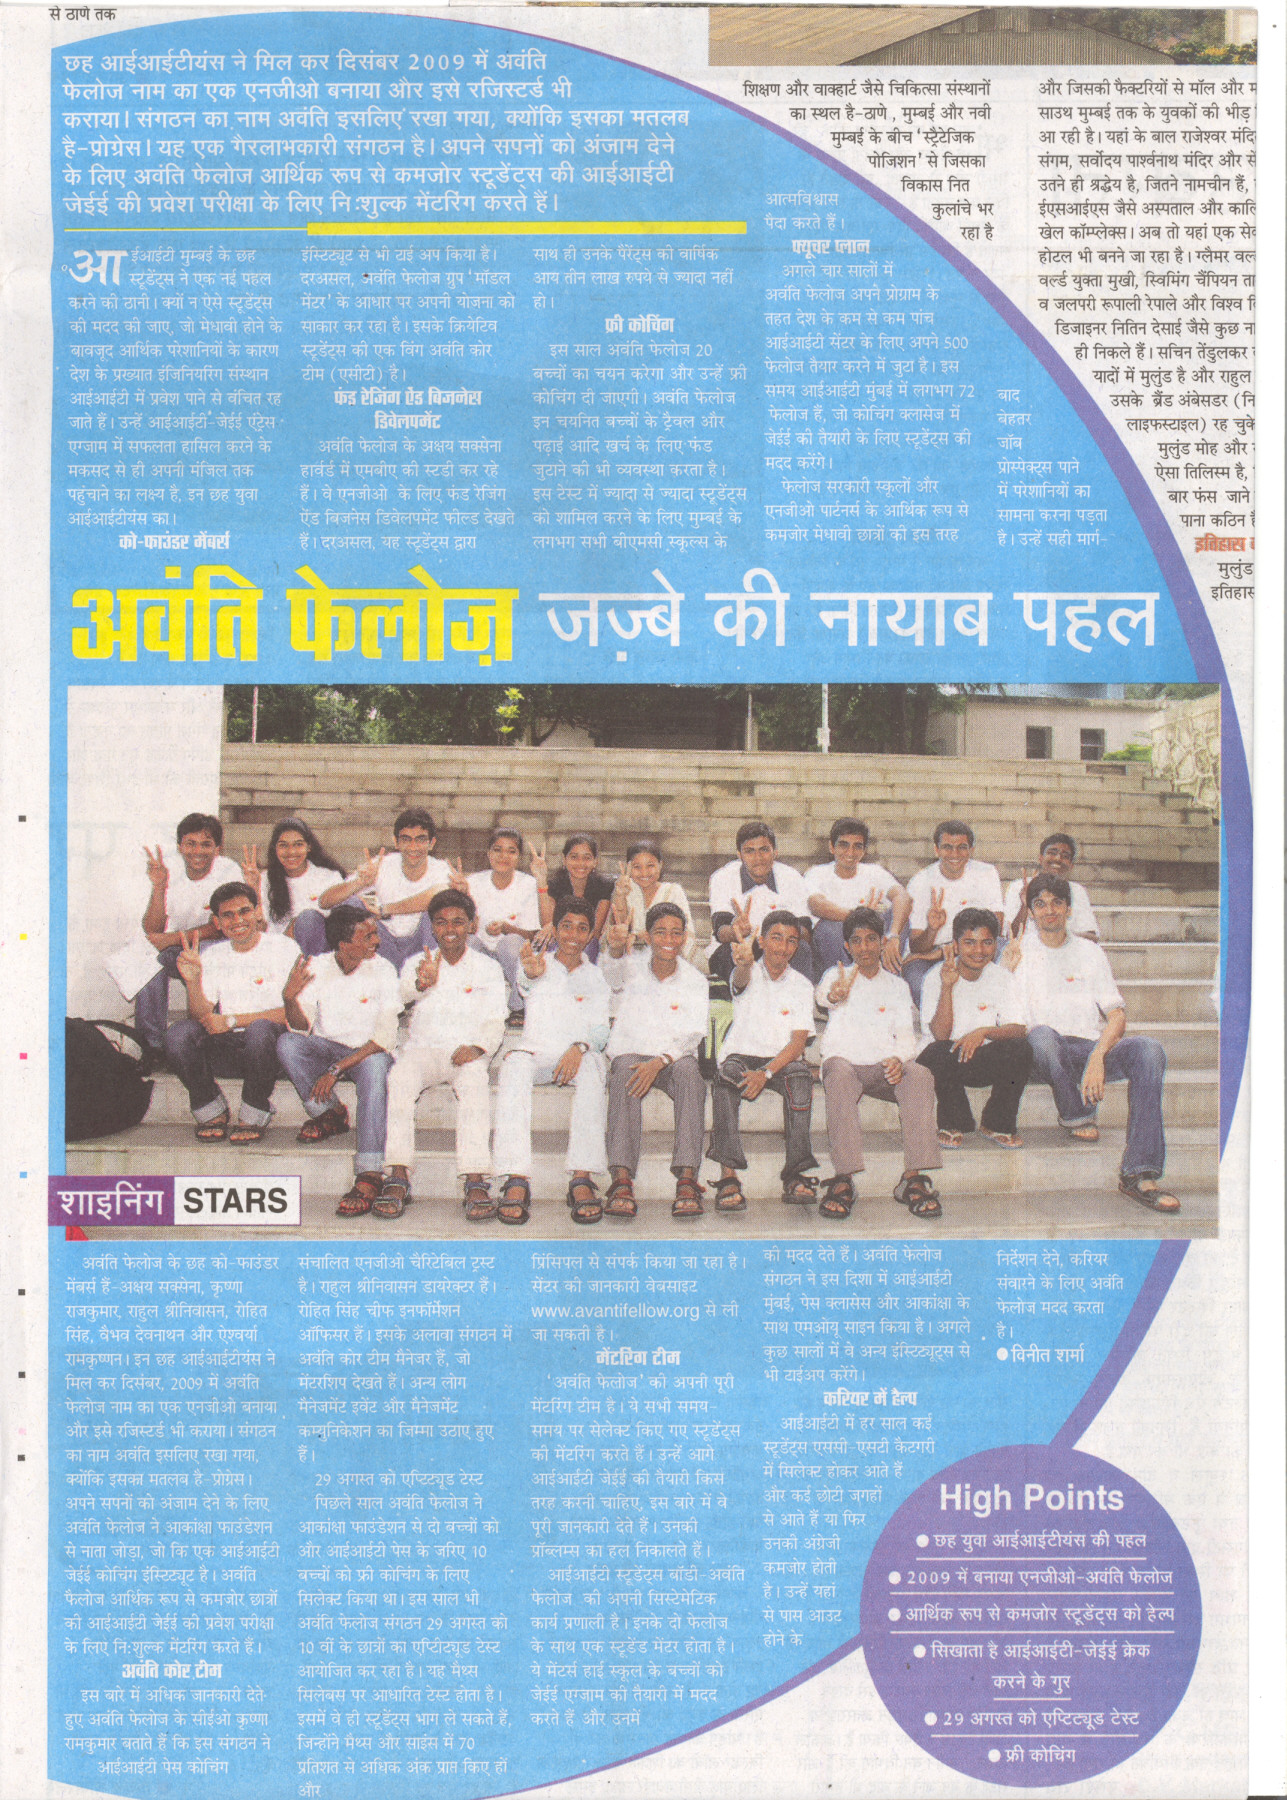 से ठाणे तक
छह आईआईटीयंस ने मिल कर दिसंबर 2009 में अवंति
फेलोज नाम का एक एनजीओ बनाया और इसे रजिस्टर्ड भी
कराया। संगठन का नाम अवंति इसलिए रखा गया, क्योंकि इसका मतलब
है-प्रोग्रेस। यह एक गैरलाभकारी संगठन है। अपने सपनों को अंजाम देने
के लिए अवंति फेलोज आर्थिक रूप से कमजोर स्टूडेंट्स की आईआईटी
जेईई की प्रवेश परीक्षा के लिए निःशुल्क मेंटरिंग करते हैं।
शिक्षण और वाक्हार्ट जैसे चिकित्सा संस्थानों
का स्थल है-ठाणे, मुम्बई और नवी
मुम्बई के बीच 'स्ट्रैटेजिक
पोजिशन' से जिसका
विकास नित
कुलांचे भर
रहा है
और जिसकी फैक्टरियों से मॉल और
साउथ मुम्बई तक के युवकों की भीड़
आ रही है। यहां के बाल राजेश्वर
संगम, सर्वोदय पार्श्वनाथ मंदिर और
उतने ही श्रद्धेय है, जितने नामचीन हैं,
ईएसआईएस जैसे अस्पताल और
खेल कॉम्प्लेक्स। अब तो यहां एक
होटल भी बनने जा रहा है। ग्लैमर
वर्ल्ड युक्ता मुखी, स्विमिंग चैंपियन
व जलपरी रूपाली रेपाले और विश्व
डिजाइनर नितिन देसाई जैसे कुछ
ही निकले हैं। सचिन तेंडुलकर
यादों में मुलुंड है और राहुल
उसके ब्रैंड अंबेसडर
लाइफस्टाइल) रह चुके
मुलुंड मोह और
ऐसा तिलिस्म है,
बार फंस जाने
पाना कठिन
इतिहास
मुलुंड
इतिहास
आईआईटी मुम्बई के छह
स्टूडेंट्स ने एक नई पहल
करने की ठानी। क्यों न ऐसे स्टूडेंट्स
की मदद की जाए, जो मेधावी होने के
बावजूद आर्थिक परेशानियों के कारण
देश के प्रख्यात इंजिनियरिंग संस्थान
आईआईटी में प्रवेश पाने से वंचित रह
जाते हैं। उन्हें आईआईटी-जेईई एंट्रेंस
एग्जाम में सफलता हासिल करने के
मकसद से ही अपनी मंजिल तक
पहुंचाने का लक्ष्य है, इन छह युवा
आईआईटीयंस का।
को-फाउंडर मेंबर्स
इंस्टिट्यूट से भी टाई अप किया है।
दरअसल, अवंति फेलोज ग्रुप 'मॉडल
मेंटर' के आधार पर अपनी योजना को
साकार कर रहा है। इसके क्रियेटिव
स्टूडेंट्स की एक विंग अवंति कोर
टीम (एसीटी) है।
फंड रेजिंग ऐंड बिजनेस
डिवेलपमेंट
अवंति फेलोज के अक्षय सक्सेना
हार्वर्ड में एमबीए की स्टडी कर रहे
हैं। वे एनजीओ के लिए फंड रेजिंग
ऐंड बिजनेस डिवेलपमेंट फील्ड देखते
हैं। दरअसल, यह स्टूडेंट्स द्वारा
साथ ही उनके पैरेंट्स की वार्षिक
आय तीन लाख रुपये से ज्यादा नहीं
हो।
फ्री कोचिंग
इस साल अवंति फेलोज 20
बच्चों का चयन करेगा और उन्हें फ्री
कोचिंग दी जाएगी। अवंति फेलोज
इन चयनित बच्चों के ट्रैवल और
पढ़ाई आदि खर्च के लिए फंड
जुटाने की भी व्यवस्था करता है।
इस टेस्ट में ज्यादा से ज्यादा स्टूडेंट्स
को शामिल करने के लिए मुम्बई के
लगभग सभी बीएमसी स्कूल्स के
आत्मविश्वास
पैदा करते हैं।
फ्यूचर प्लान
अगले चार सालों में
अवंति फेलोज अपने प्रोग्राम के
तहत देश के कम से कम पांच
आईआईटी सेंटर के लिए अपने 500
फेलोज तैयार करने में जुटा है। इस
समय आईआईटी मुंबई में लगभग 72
फेलोज हैं, जो कोचिंग क्लासेज में
जेईई की तैयारी के लिए स्टूडेंट्स की
मदद करेंगे।
फेलोज सरकारी स्कूलों और
एनजीओ पार्टनर्स के आर्थिक रूप से
कमजोर मेधावी छात्रों की इस तरह
बाद
बेहतर
जॉब
प्रोस्पेक्ट्स पाने
में परेशानियों का
सामना करना पड़ता
है। उन्हें सही मार्ग-
अवंति फेलोज़ जज़्बे की नायाब पहल
शाइनिंग STARS
अवंति फेलोज के छह को-फाउंडर
मेंबर्स हैं-अक्षय सक्सेना, कृष्णा
राजकुमार, राहुल श्रीनिवासन, रोहित
सिंह, वैभव देवनाथन और ऐश्वर्या
रामकृष्णन। इन छह आईआईटीयंस ने
मिल कर दिसंबर, 2009 में अवंति
फेलोज नाम का एक एनजीओ बनाया
और इसे रजिस्टर्ड भी कराया। संगठन
का नाम अवंति इसलिए रखा गया,
क्योंकि इसका मतलब है-प्रोग्रेस।
अपने सपनों को अंजाम देने के लिए
अवंति फेलोज ने आकांक्षा फाउंडेशन
से नाता जोड़ा, जो कि एक आईआईटी
जेईई कोचिंग इंस्टिट्यूट है। अवंति
फेलोज आर्थिक रूप से कमजोर छात्रों
की आईआईटी जेईई की प्रवेश परीक्षा
के लिए निःशुल्क मेंटरिंग करते हैं।
अवंति कोर टीम
इस बारे में अधिक जानकारी देते-
हुए अवंति फेलोज के सीईओ कृष्णा
रामकुमार बताते हैं कि इस संगठन ने
आईआईटी पेस कोचिंग
संचालित एनजीओ चैरिटेबिल ट्रस्ट
है। राहुल श्रीनिवासन डायरेक्टर हैं।
रोहित सिंह चीफ इनफॉर्मेशन
ऑफिसर हैं। इसके अलावा संगठन में
अवंति कोर टीम मैनेजर हैं, जो
मेंटरशिप देखते हैं। अन्य लोग
मैनेजमेंट इवेंट और मैनेजमेंट
कम्युनिकेशन का जिम्मा उठाए हुए
हैं।
29 अगस्त को एप्टिट्यूड टेस्ट
पिछले साल अवंति फेलोज ने
आकांक्षा फाउंडेशन से दो बच्चों को
और आईआईटी पेस के जरिए 10
बच्चों को फ्री कोचिंग के लिए
सिलेक्ट किया था। इस साल भी
अवंति फेलोज संगठन 29 अगस्त को
10 वीं के छात्रों का एप्टिट्यूड टेस्ट
आयोजित कर रहा है। यह मैथ्स
सिलेबस पर आधारित टेस्ट होता है।
इसमें वे ही स्टूडेंट्स भाग ले सकते हैं,
जिन्होंने मैथ्स और साइंस में 70
प्रतिशत से अधिक अंक प्राप्त किए हों
और
प्रिंसिपल से संपर्क किया जा रहा है।
सेंटर की जानकारी वेबसाइट
www.avantifellow.org से ली
जा सकती है।
मेंटरिंग टीम
'अवंति फेलोज' की अपनी पूरी
मेंटरिंग टीम है। ये सभी समय-
समय पर सेलेक्ट किए गए स्टूडेंट्स
की मेंटरिंग करते हैं। उन्हें आगे
आईआईटी जेईई की तैयारी किस
तरह करनी चाहिए, इस बारे में वे
पूरी जानकारी देते हैं। उनकी
प्रॉब्लम्स का हल निकालते हैं।
आईआईटी स्टूडेंट्स बॉडी-अवंति
फेलोज की अपनी सिस्टेमेटिक
कार्य प्रणाली है। इनके दो फेलोज
के साथ एक स्टूडेंड मेंटर होता है।
ये मेंटर्स हाई स्कूल के बच्चों को
जेईई एग्जाम की तैयारी में मदद
करते हैं और उनमें
की मदद देते हैं। अवंति फेलोज
संगठन ने इस दिशा में आईआईटी
मुंबई, पेस क्लासेस और आकांक्षा के
साथ एमओयू साइन किया है। अगले
कुछ सालों में वे अन्य इंस्टिट्यूट्स से
भी टाईअप करेंगे।
करियर में हेल्प
आईआईटी में हर साल कई
स्टूडेंट्स एससी-एसटी कैटगरी
में सिलेक्ट होकर आते हैं
और कई छोटी जगहों
से आते हैं या फिर
उनकी अंग्रेजी
कमजोर होती
है। उन्हें यहां
से पास आउट
होने के
निर्देशन देने, करियर
संवारने के लिए अवंति
फेलोज मदद करता
है।
● विनीत शर्मा
High Points
● छह युवा आईआईटीयंस की पहल
● 2009 में बनाया एनजीओ-अवंति फेलोज
● आर्थिक रूप से कमजोर स्टूडेंट्स को हेल्प
● सिखाता है आईआईटी-जेईई क्रेक
करने के गुर
● 29 अगस्त को एप्टिट्यूड टेस्ट
● फ्री कोचिंग